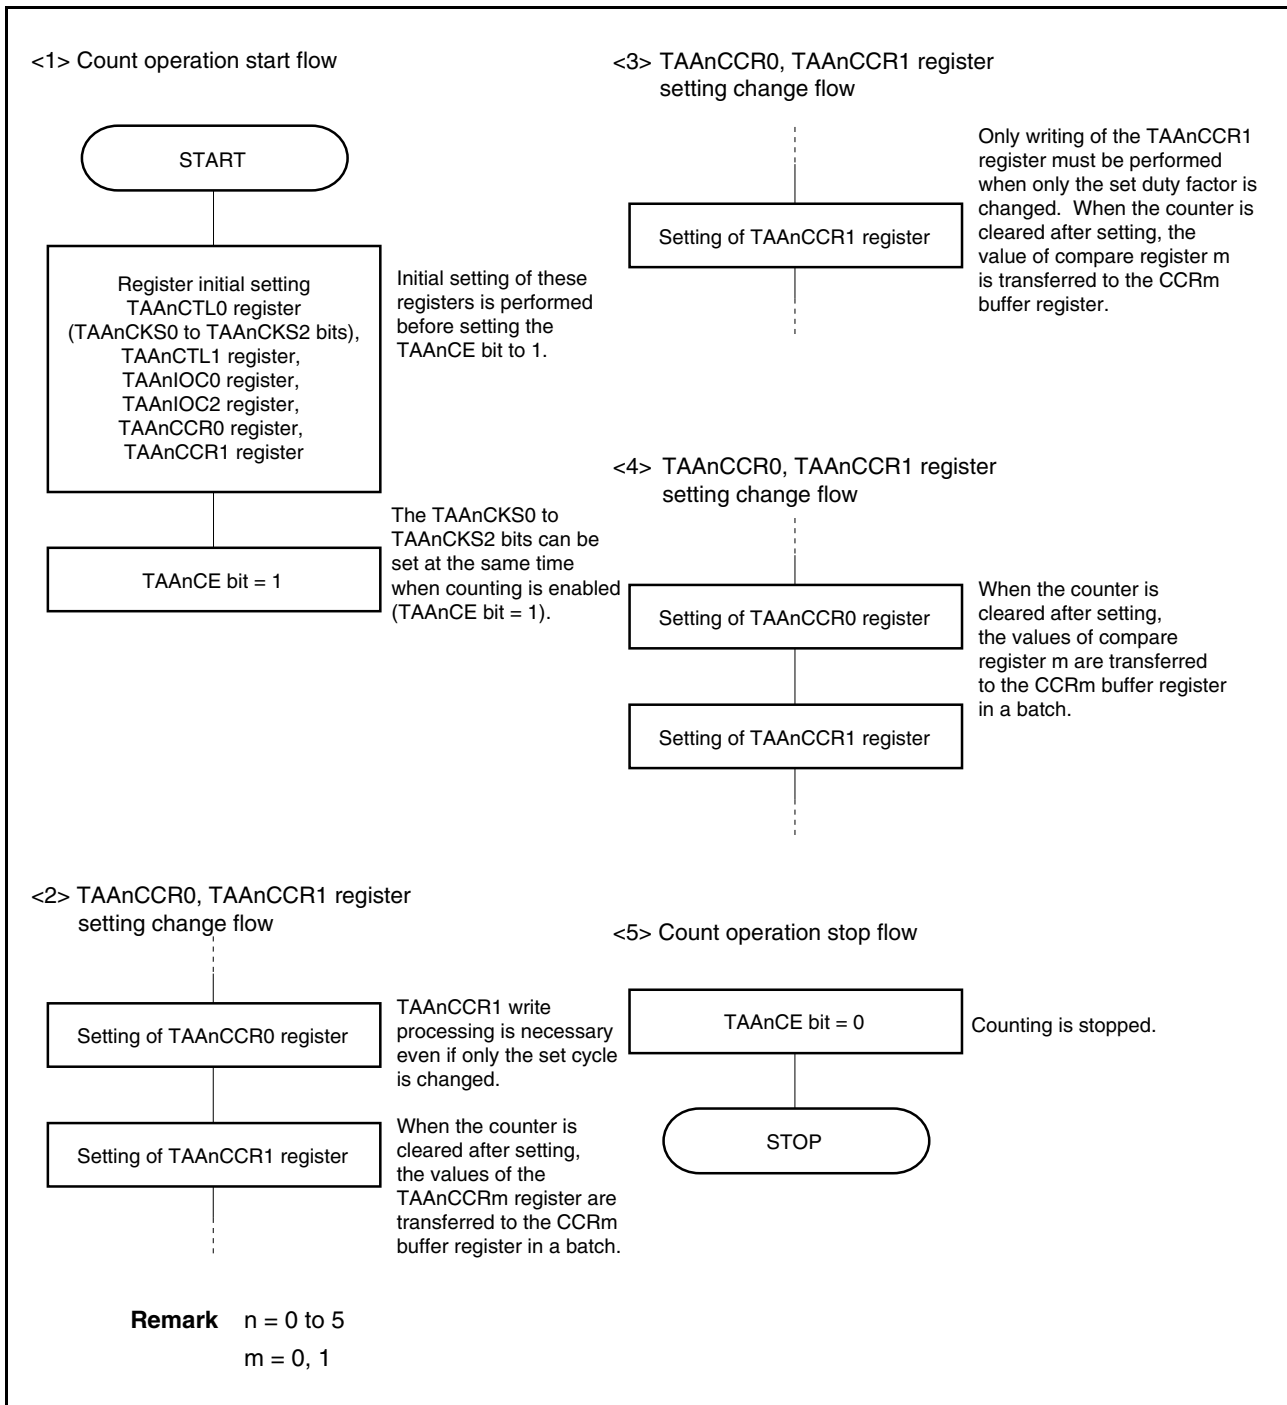 <1> Count operation start flow
START
Register initial setting
TAAnCTL0 register
(TAAnCKS0 to TAAnCKS2 bits),
TAAnCTL1 register,
TAAnIOC0 register,
TAAnIOC2 register,
TAAnCCR0 register,
TAAnCCR1 register
Initial setting of these
registers is performed
before setting the
TAAnCE bit to 1.
TAAnCE bit = 1
The TAAnCKS0 to
TAAnCKS2 bits can be
set at the same time
when counting is enabled
(TAAnCE bit = 1).
<2> TAAnCCR0, TAAnCCR1 register
setting change flow
Setting of TAAnCCR0 register
TAAnCCR1 write
processing is necessary
even if only the set cycle
is changed.
Setting of TAAnCCR1 register
When the counter is
cleared after setting,
the values of the
TAAnCCRm register are
transferred to the CCRm
buffer register in a batch.
<3> TAAnCCR0, TAAnCCR1 register
setting change flow
Setting of TAAnCCR1 register
Only writing of the TAAnCCR1
register must be performed
when only the set duty factor is
changed. When the counter is
cleared after setting, the
value of compare register m
is transferred to the CCRm
buffer register.
<4> TAAnCCR0, TAAnCCR1 register
setting change flow
Setting of TAAnCCR0 register
When the counter is
cleared after setting,
the values of compare
register m are transferred
to the CCRm buffer register
in a batch.
Setting of TAAnCCR1 register
<5> Count operation stop flow
TAAnCE bit = 0
Counting is stopped.
STOP
Remark n = 0 to 5
m = 0, 1